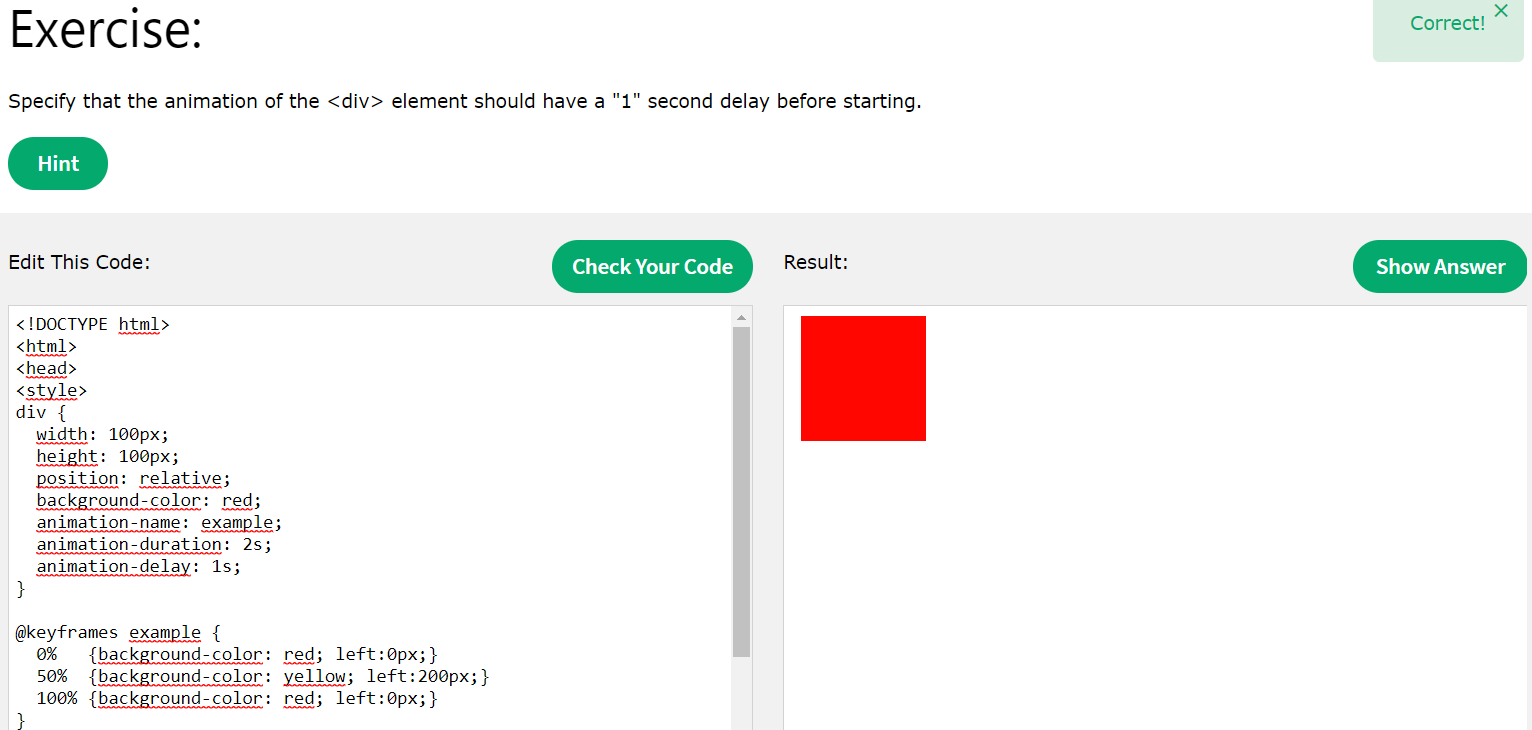 Exercise:
Correct! ×
Specify that the animation of the <div> element should have a "1" second delay before starting.
Hint
Edit This Code:
Check Your Code
Result:
Show Answer
<!DOCTYPE html>
<html>
<head>
<style>
div {
  width: 100px;
  height: 100px;
  position: relative;
  background-color: red;
  animation-name: example;
  animation-duration: 2s;
  animation-delay: 1s;
}

@keyframes example {
  0%   {background-color: red; left:0px;}
  50%  {background-color: yellow; left:200px;}
  100% {background-color: red; left:0px;}
}